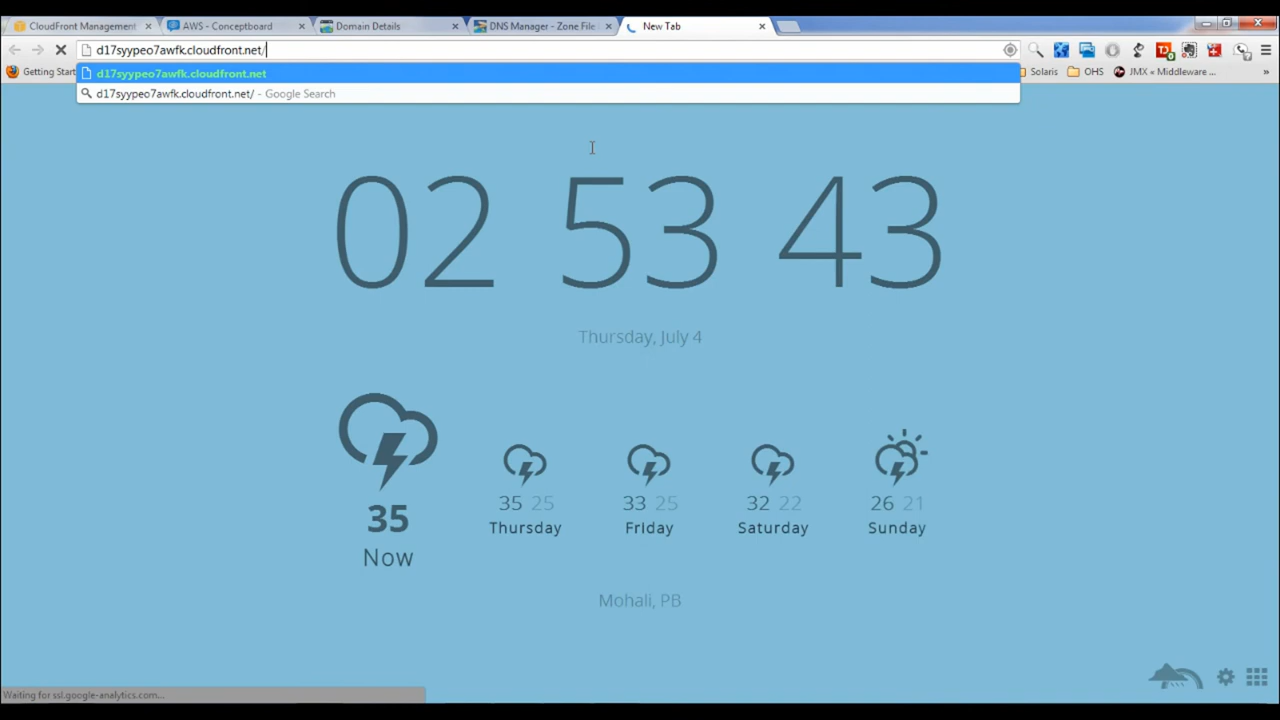 CloudFront Management
AWS - Conceptboard
Domain Details
DNS Manager - Zone File
New Tab
d17syypeo7awfk.cloudfront.net/
Getting Start
d17syypeo7awfk.cloudfront.net
d17syypeo7awfk.cloudfront.net/ - Google Search
Solaris
OHS
JMX « Middleware ...
»
02 53 43
Thursday, July 4
35
Now
35 25
Thursday
33 25
Friday
32 22
Saturday
26 21
Sunday
Mohali, PB
Waiting for ssl.google-analytics.com...